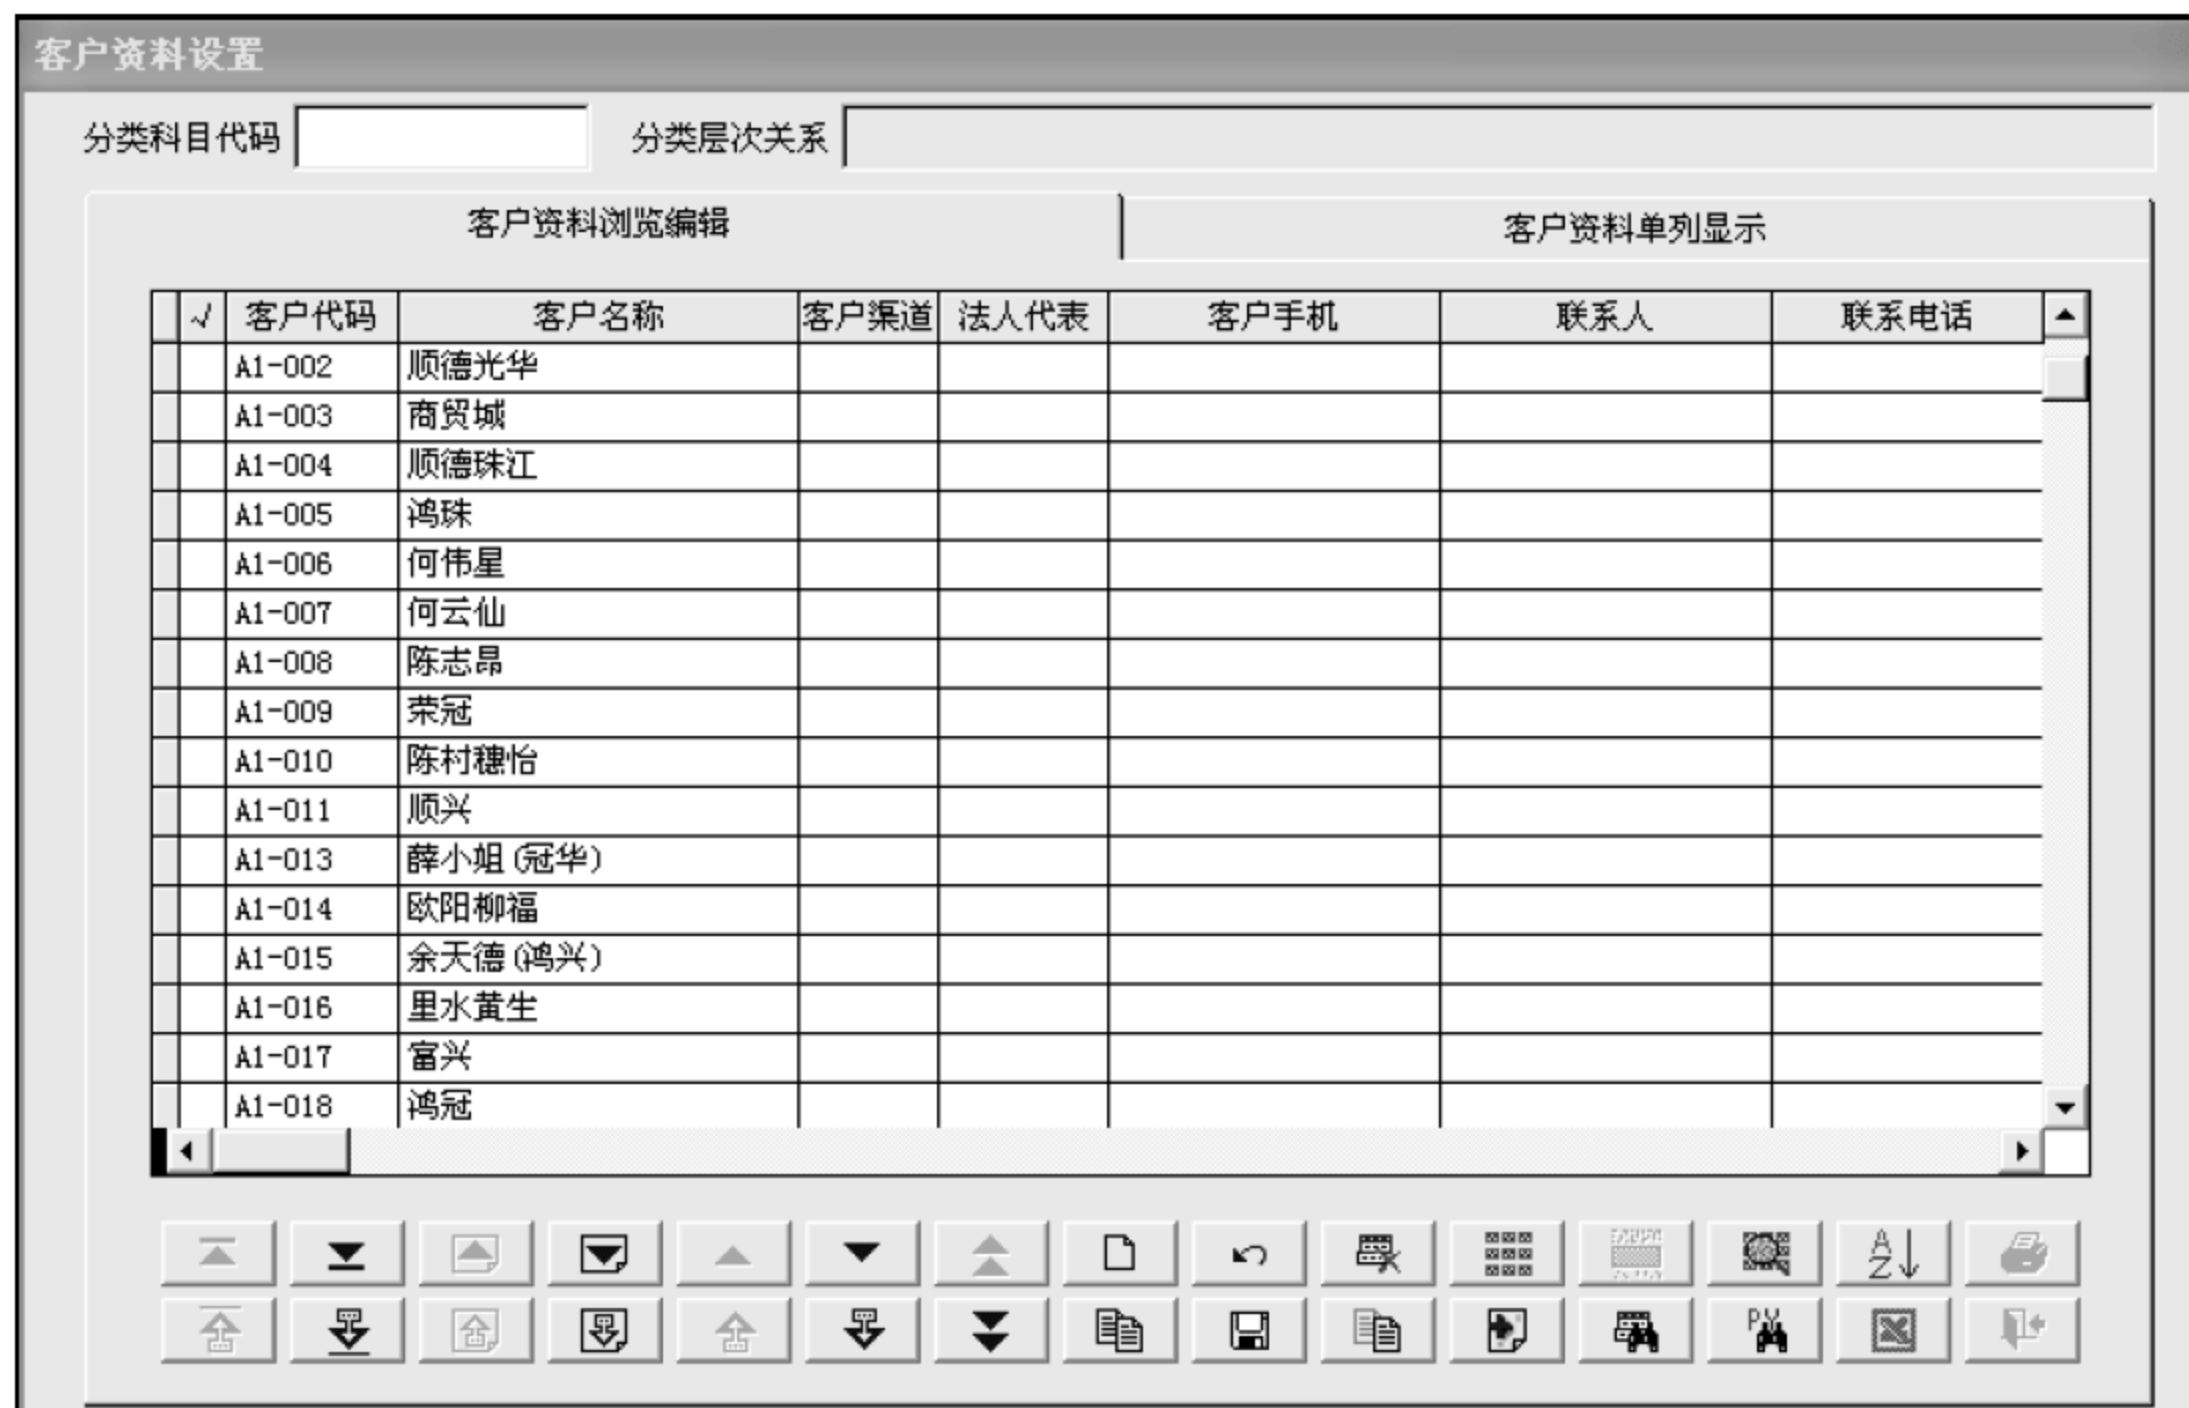 客户资料设置
分类科目代码 分类层次关系
客户资料浏览编辑 客户资料单列显示
√ 客户代码 客户名称 客户渠道 法人代表 客户手机 联系人 联系电话
A1-002 顺德光华
A1-003 商贸城
A1-004 顺德珠江
A1-005 鸿珠
A1-006 何伟星
A1-007 何云仙
A1-008 陈志昂
A1-009 荣冠
A1-010 陈村穗怡
A1-011 顺兴
A1-013 薛小姐(冠华)
A1-014 欧阳柳福
A1-015 余天德(鸿兴)
A1-016 里水黄生
A1-017 富兴
A1-018 鸿冠